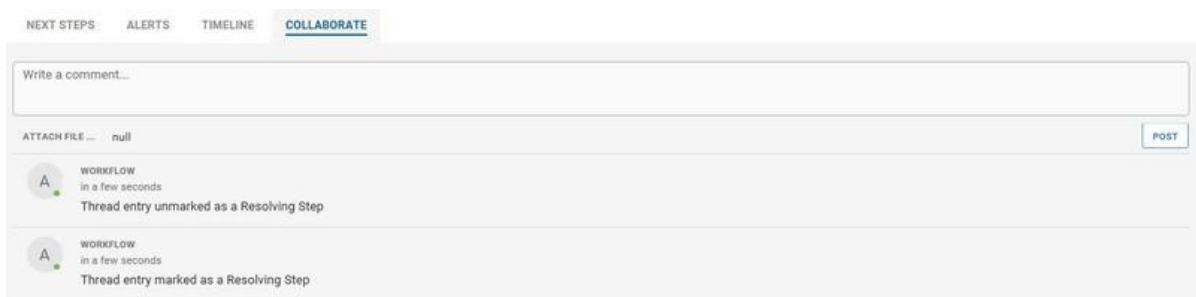 NEXT STEPS ALERTS TIMELINE COLLABORATE
Write a comment...
ATTACH FILE ... null POST
A WORKFLOW
in a few seconds
Thread entry unmarked as a Resolving Step
A WORKFLOW
in a few seconds
Thread entry marked as a Resolving Step